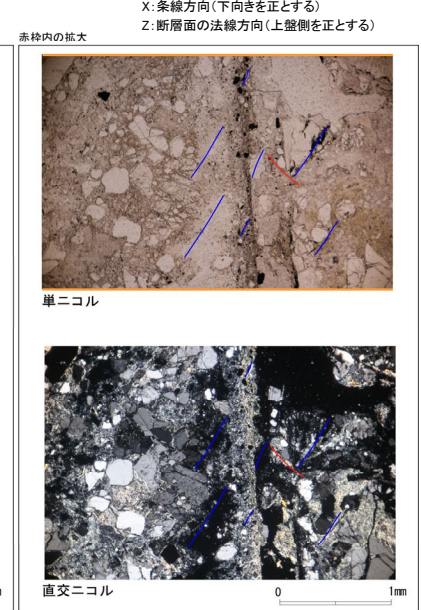 X:条線方向(下向きを正とする)
Z:断層面の法線方向(上盤側を正とする)
赤枠内の拡大
単ニコル
直交ニコル
0 1mm